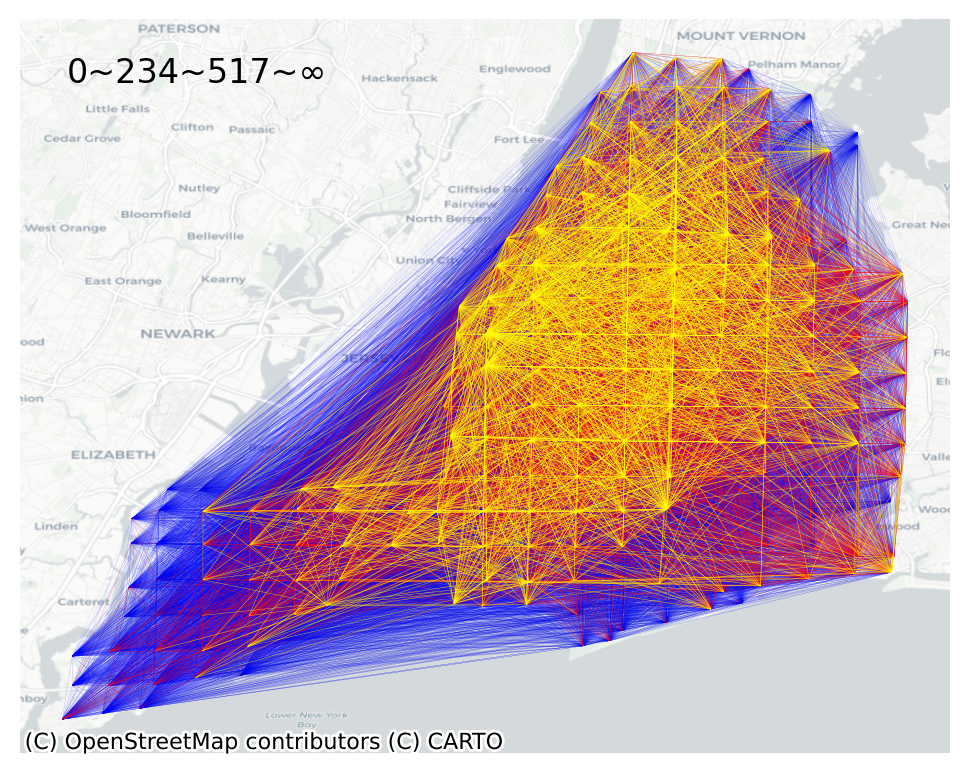 PATERSON
MOUNT VERNON
0~234~517~∞
Englewood
Pelham Manor
Hackensack
Little Falls
Clifton
Passaic
Cedar Grove
Fort Lee
Nutley
Cliffside Park
Fairview
Bloomfield
North Bergen
West Orange
Great Nec
Belleville
Union City
East Orange
Kearny
NEWARK
ood
JERSEY
Flo
nion
El
ELIZABETH
Valle
Linden
Woo
wood
y
Carteret
e
nboy
Lower New York
Bay
(C) OpenStreetMap contributors (C) CARTO